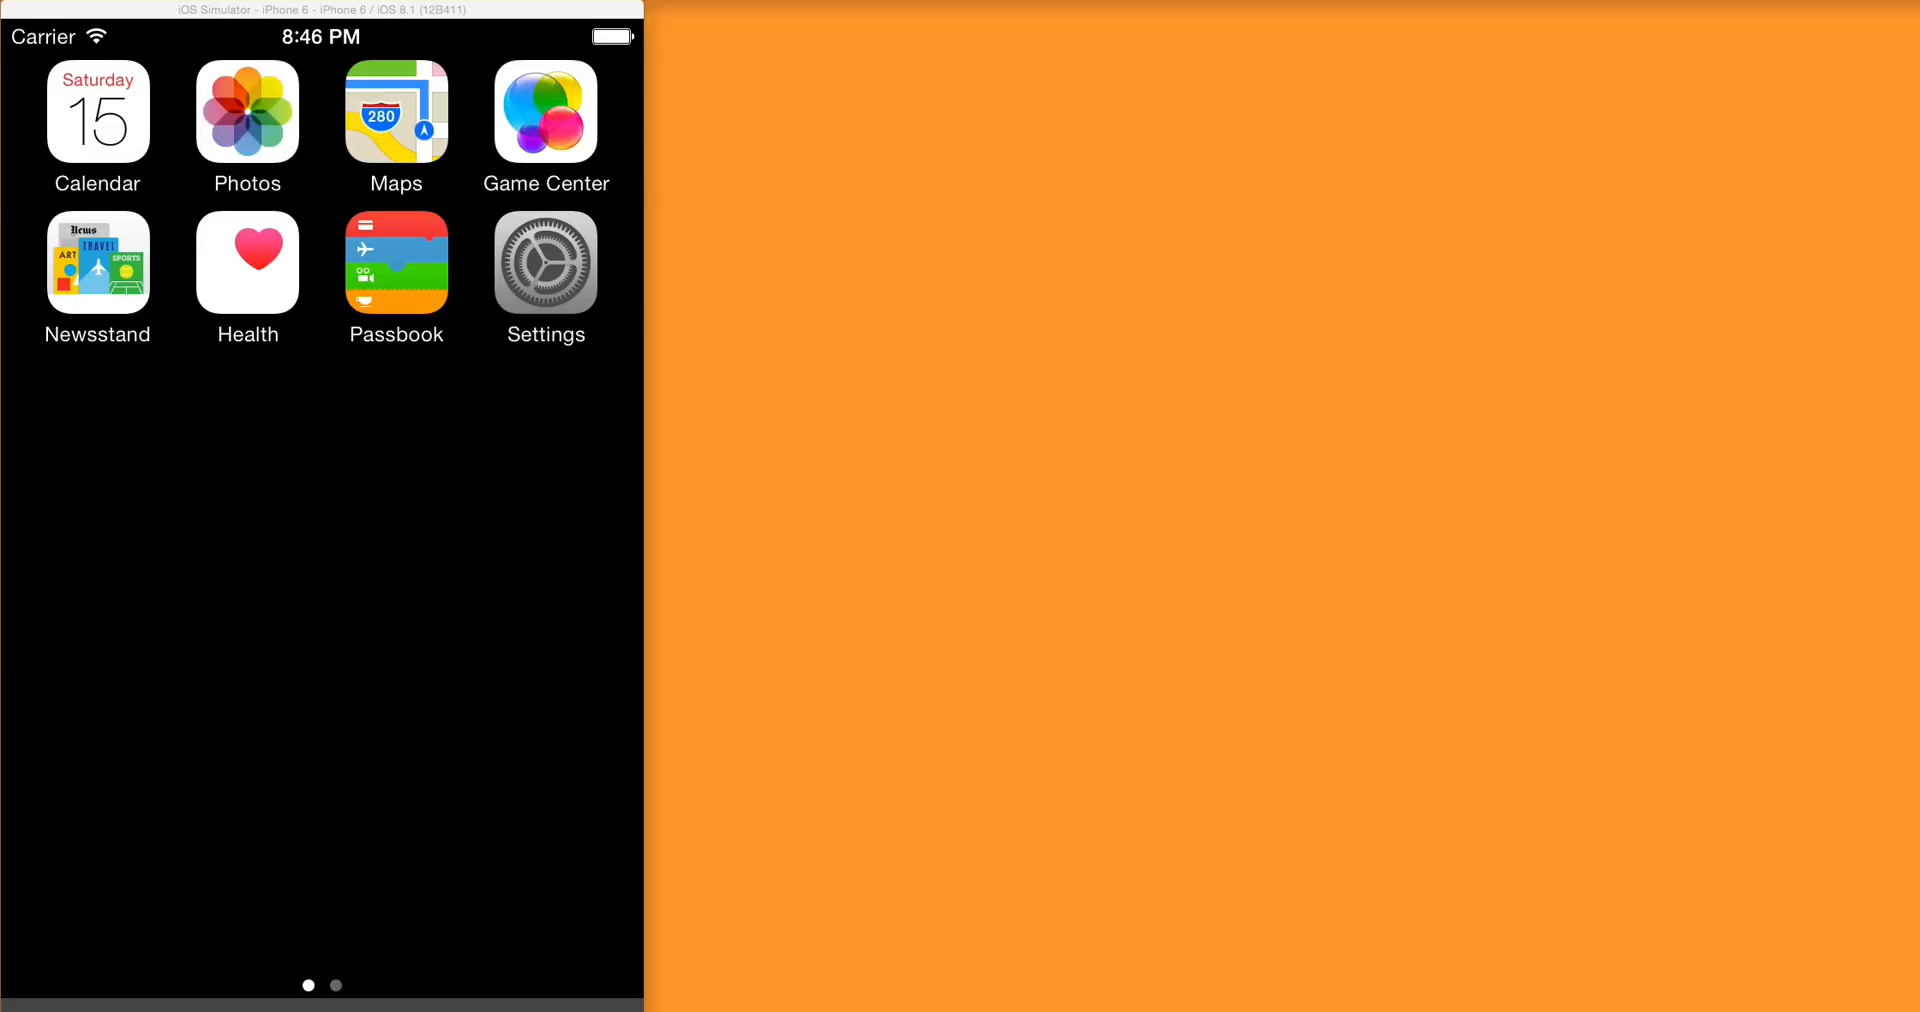 iOS Simulator - iPhone 6 - iPhone 6 / iOS 8.1 (12B411)
Carrier 8:46 PM
Saturday
15
280
Calendar Photos Maps Game Center
News
TRAVEL
ART
SPORTS
Newsstand Health Passbook Settings